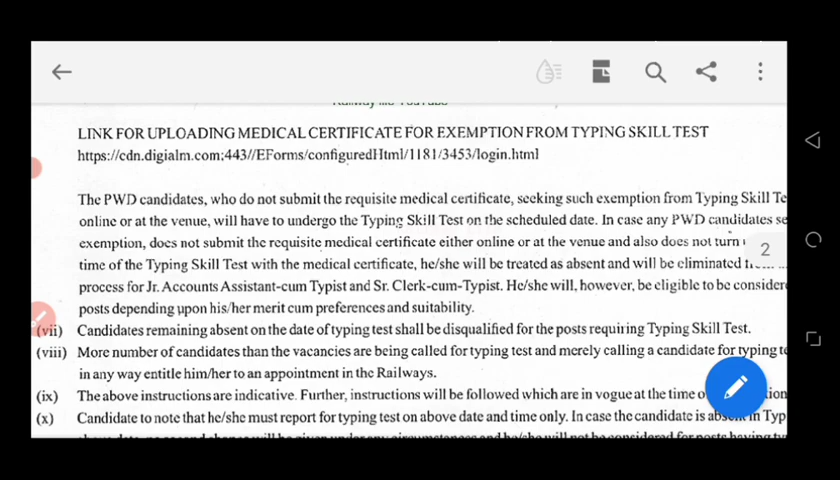 LINK FOR UPLOADING MEDICAL CERTIFICATE FOR EXEMPTION FROM TYPING SKILL TEST
https://cdn.digialm.com:443//EForms/configuredHtml/1181/3453/login.html
The PWD candidates, who do not submit the requisite medical certificate, seeking such exemption from Typing Skill Te
online or at the venue, will have to undergo the Typing Skill Test on the scheduled date. In case any PWD candidates se
exemption, does not submit the requisite medical certificate either online or at the venue and also does not turn
2
time of the Typing Skill Test with the medical certificate, he/she will be treated as absent and will be eliminated
process for Jr. Accounts Assistant-cum Typist and Sr. Clerk-cum-Typist. He/she will, however, be eligible to be consider
posts depending upon his/her merit cum preferences and suitability.
(vii) Candidates remaining absent on the date of typing test shall be disqualified for the posts requiring Typing Skill Test.
(viii) More number of candidates than the vacancies are being called for typing test and merely calling a candidate for typing te
in any way entitle him/her to an appointment in the Railways.
(ix) The above instructions are indicative. Further, instructions will be followed which are in vogue at the time o
(x) Candidate to note that he/she must report for typing test on above date and time only. In case the candidate is absent in Typ